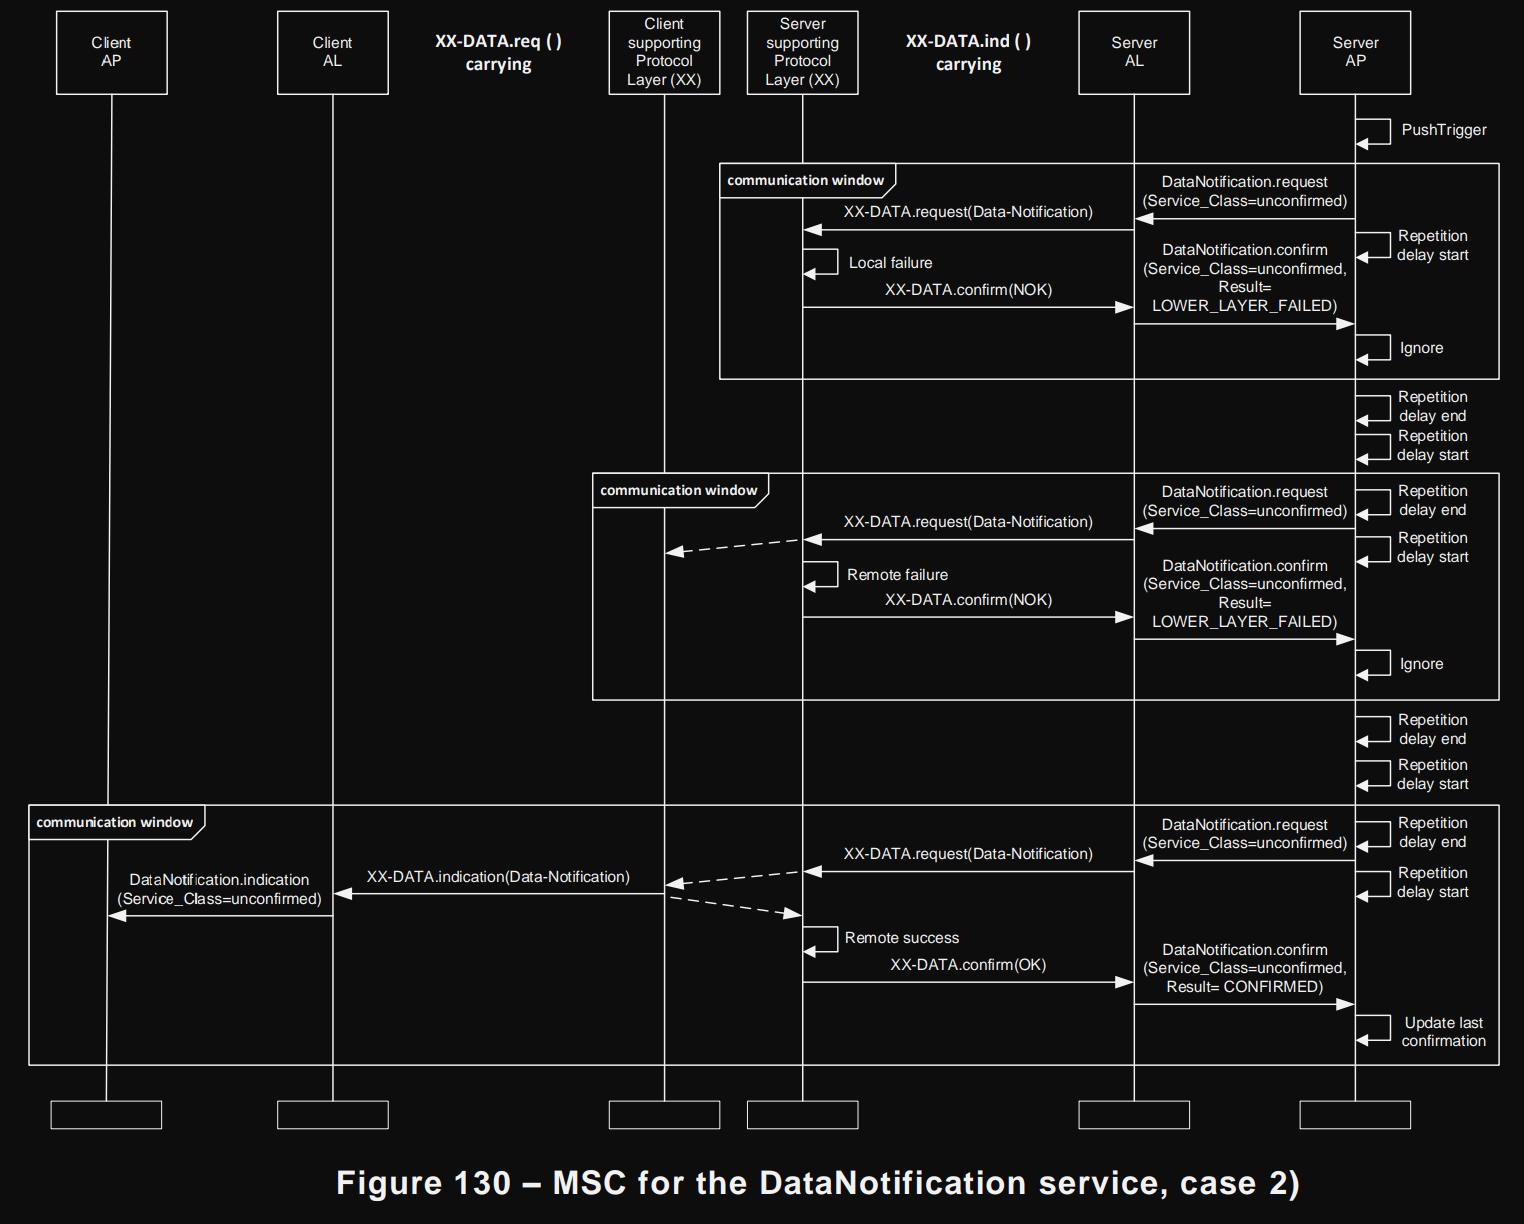 Client
AP
Client
AL
XX-DATA.req ( )
carrying
Client
supporting
Protocol
Layer (XX)
Server
supporting
Protocol
Layer (XX)
XX-DATA.ind ( )
carrying
Server
AL
Server
AP
PushTrigger
communication window
DataNotification.request
(Service_Class=unconfirmed)
XX-DATA.request(Data-Notification)
Repetition
delay start
Local failure
DataNotification.confirm
(Service_Class=unconfirmed,
Result=
LOWER_LAYER_FAILED)
XX-DATA.confirm(NOK)
Ignore
Repetition
delay end
Repetition
delay start
communication window
DataNotification.request
(Service_Class=unconfirmed)
Repetition
delay end
XX-DATA.request(Data-Notification)
Repetition
delay start
Remote failure
DataNotification.confirm
(Service_Class=unconfirmed,
Result=
LOWER_LAYER_FAILED)
XX-DATA.confirm(NOK)
Ignore
Repetition
delay end
Repetition
delay start
communication window
DataNotification.request
(Service_Class=unconfirmed)
Repetition
delay end
XX-DATA.request(Data-Notification)
Repetition
delay start
XX-DATA.indication(Data-Notification)
DataNotification.indication
(Service_Class=unconfirmed)
Remote success
XX-DATA.confirm(OK)
DataNotification.confirm
(Service_Class=unconfirmed,
Result= CONFIRMED)
Update last
confirmation
Figure 130 – MSC for the DataNotification service, case 2)